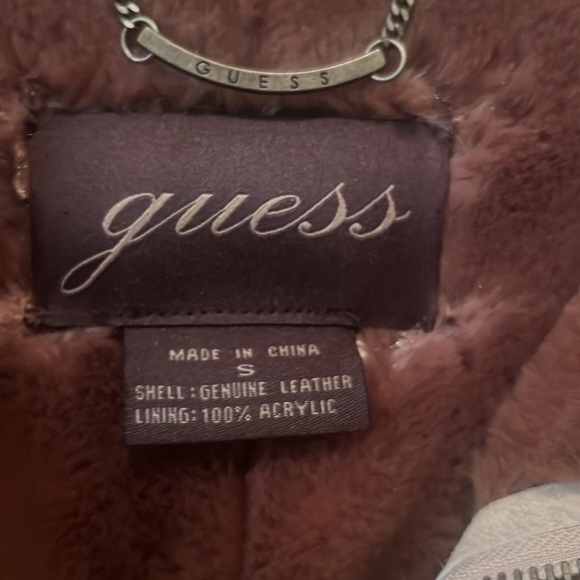 GUESS
guess
MADE IN CHINA
S
SHELL: GENUINE LEATHER
LINING: 100% ACRYLIC